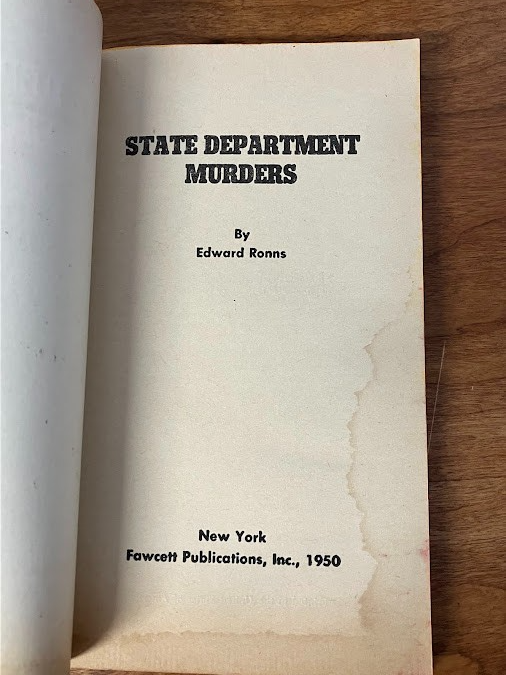 STATE DEPARTMENT
MURDERS
By
Edward Ronns
New York
Fawcett Publications, Inc., 1950